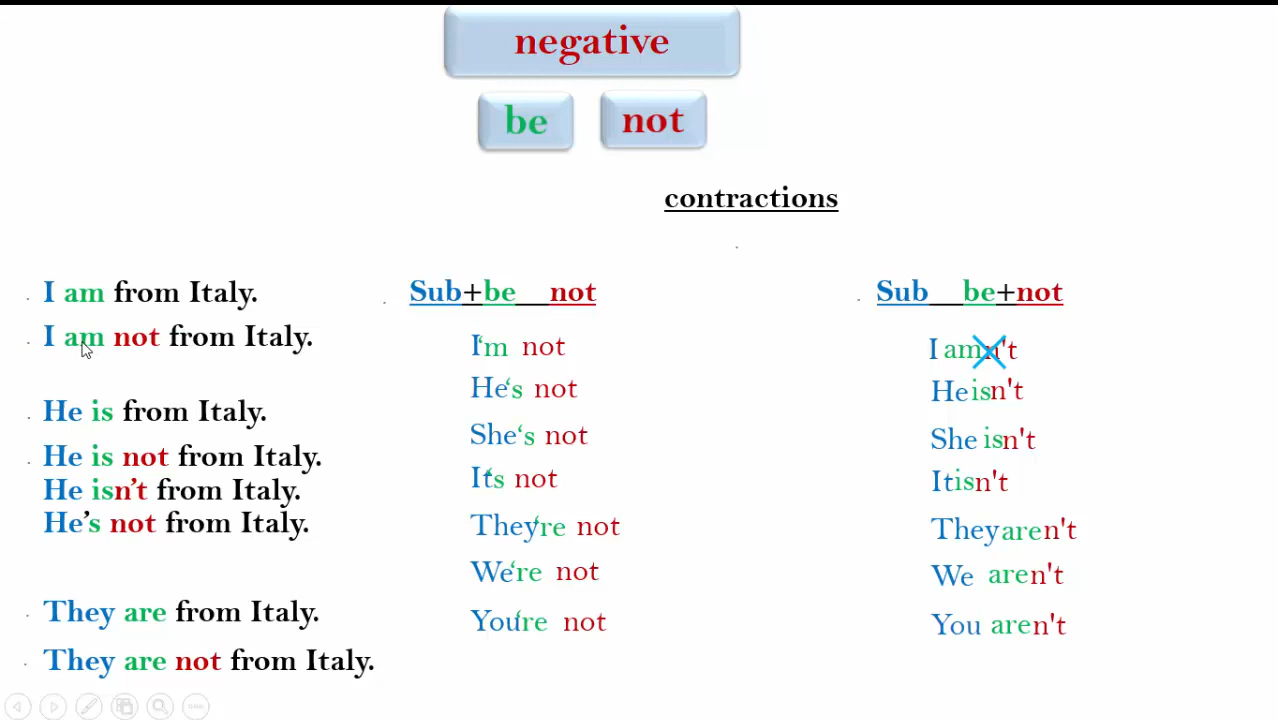 negative
be not
contractions
I am from Italy.
I am not from Italy.
He is from Italy.
He is not from Italy.
He isn’t from Italy.
He’s not from Italy.
They are from Italy.
They are not from Italy.
Sub+be not
I‘m not
He‘s not
She‘s not
It‘s not
They‘re not
We‘re not
You‘re not
Sub be+not
I amn't
He isn't
She isn't
It isn't
They aren't
We aren't
You aren't